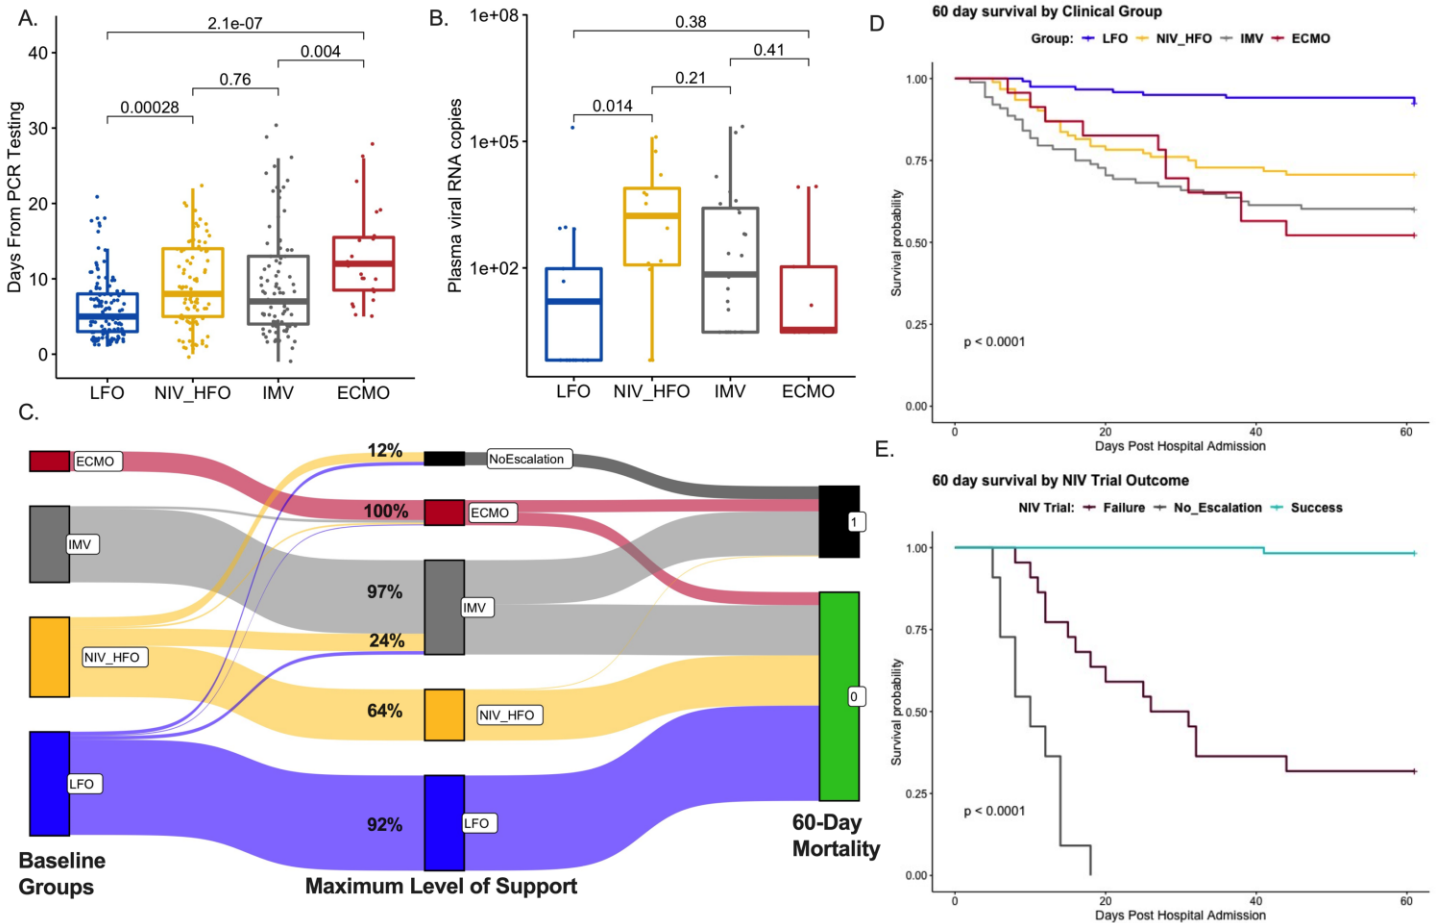 A.
Days From PCR Testing
40
30
20
10
0
2.1e-07
0.004
0.76
0.00028
LFO NIV_HFO IMV ECMO
B.
Plasma viral RNA copies
1e+08
1e+05
1e+02
0.38
0.41
0.21
0.014
LFO NIV_HFO IMV ECMO
C.
ECMO
IMV
NIV_HFO
LFO
12%
100%
97%
24%
64%
92%
NoEscalation
ECMO
IMV
NIV_HFO
LFO
1
0
Baseline
Groups
Maximum Level of Support
60-Day
Mortality
D
60 day survival by Clinical Group
Group: LFO NIV_HFO IMV ECMO
Survival probability
1.00
0.75
0.50
0.25
0.00
p < 0.0001
0 20 40 60
Days Post Hospital Admission
E.
60 day survival by NIV Trial Outcome
NIV Trial: Failure No_Escalation Success
Survival probability
1.00
0.75
0.50
0.25
0.00
p < 0.0001
0 20 40 60
Days Post Hospital Admission